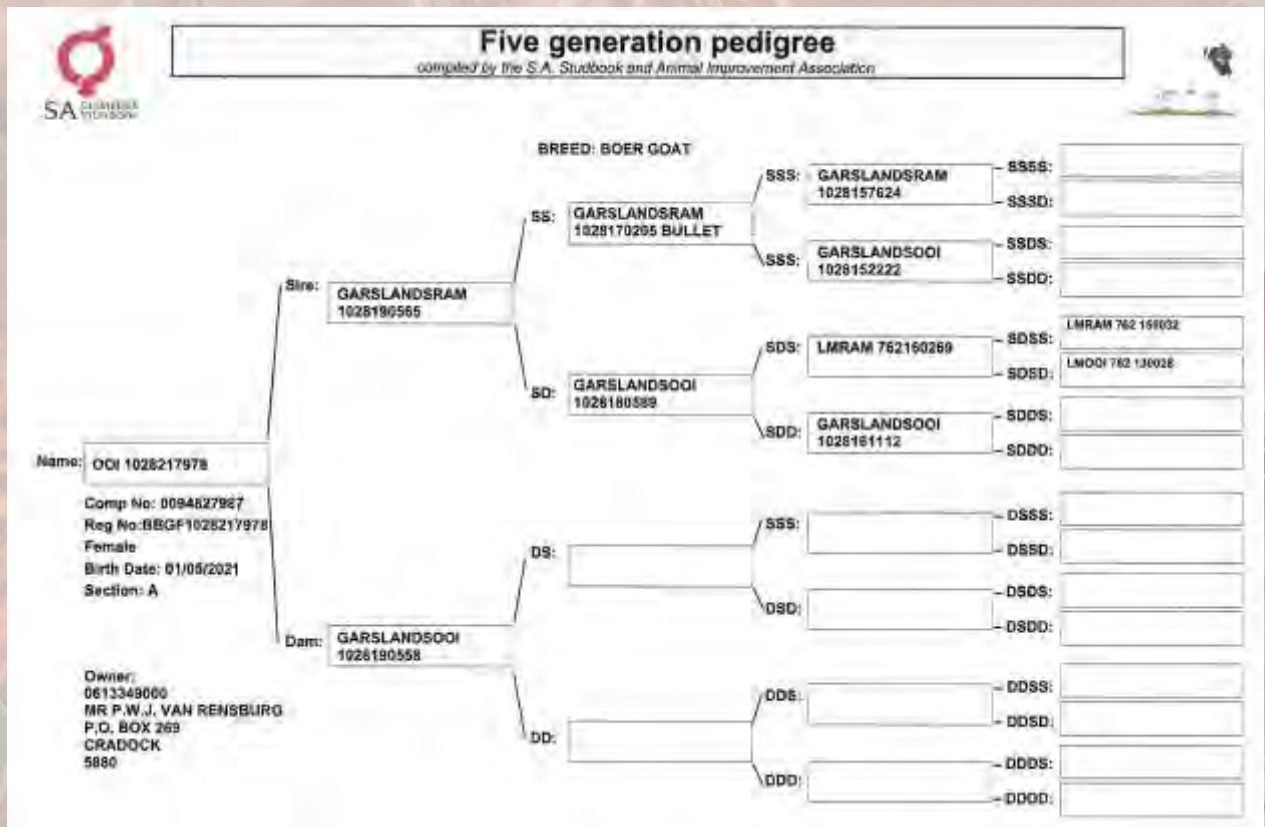 Five generation pedigree
compiled by the S.A. Studbook and Animal Improvement Association
SA
BREED: BOER GOAT
SSS: GARSLANDSRAM
1028157624
SSSS:
SSSD:
SS: GARSLANDSRAM
1028170205 BULLET
SSS: GARSLANDSOOI
1028152222
SSDS:
SSDD:
Sire: GARSLANDSRAM
1028190565
SDS: LMRAM 762160269
SDSS: LMRAM 762
SDSD: LMOOI 762 130028
SD: GARSLANDSOOI
1028180589
SDD: GARSLANDSOOI
1028161112
SDDS:
SDDD:
Name: OOI 1028217978
Comp No: 0094827987
Reg No:BBGF1028217978
Female
Birth Date: 01/05/2021
Section: A
SSS:
DSSS:
DSSD:
DS:
DSD:
DSDS:
DSDD:
Dam: GARSLANDSOOI
1028190558
Owner:
0613349000
MR P.W.J. VAN RENSBURG
P.O. BOX 269
CRADOCK
5880
DDS:
DDSS:
DDSD:
DD:
DDD:
DDDS:
DDDD: